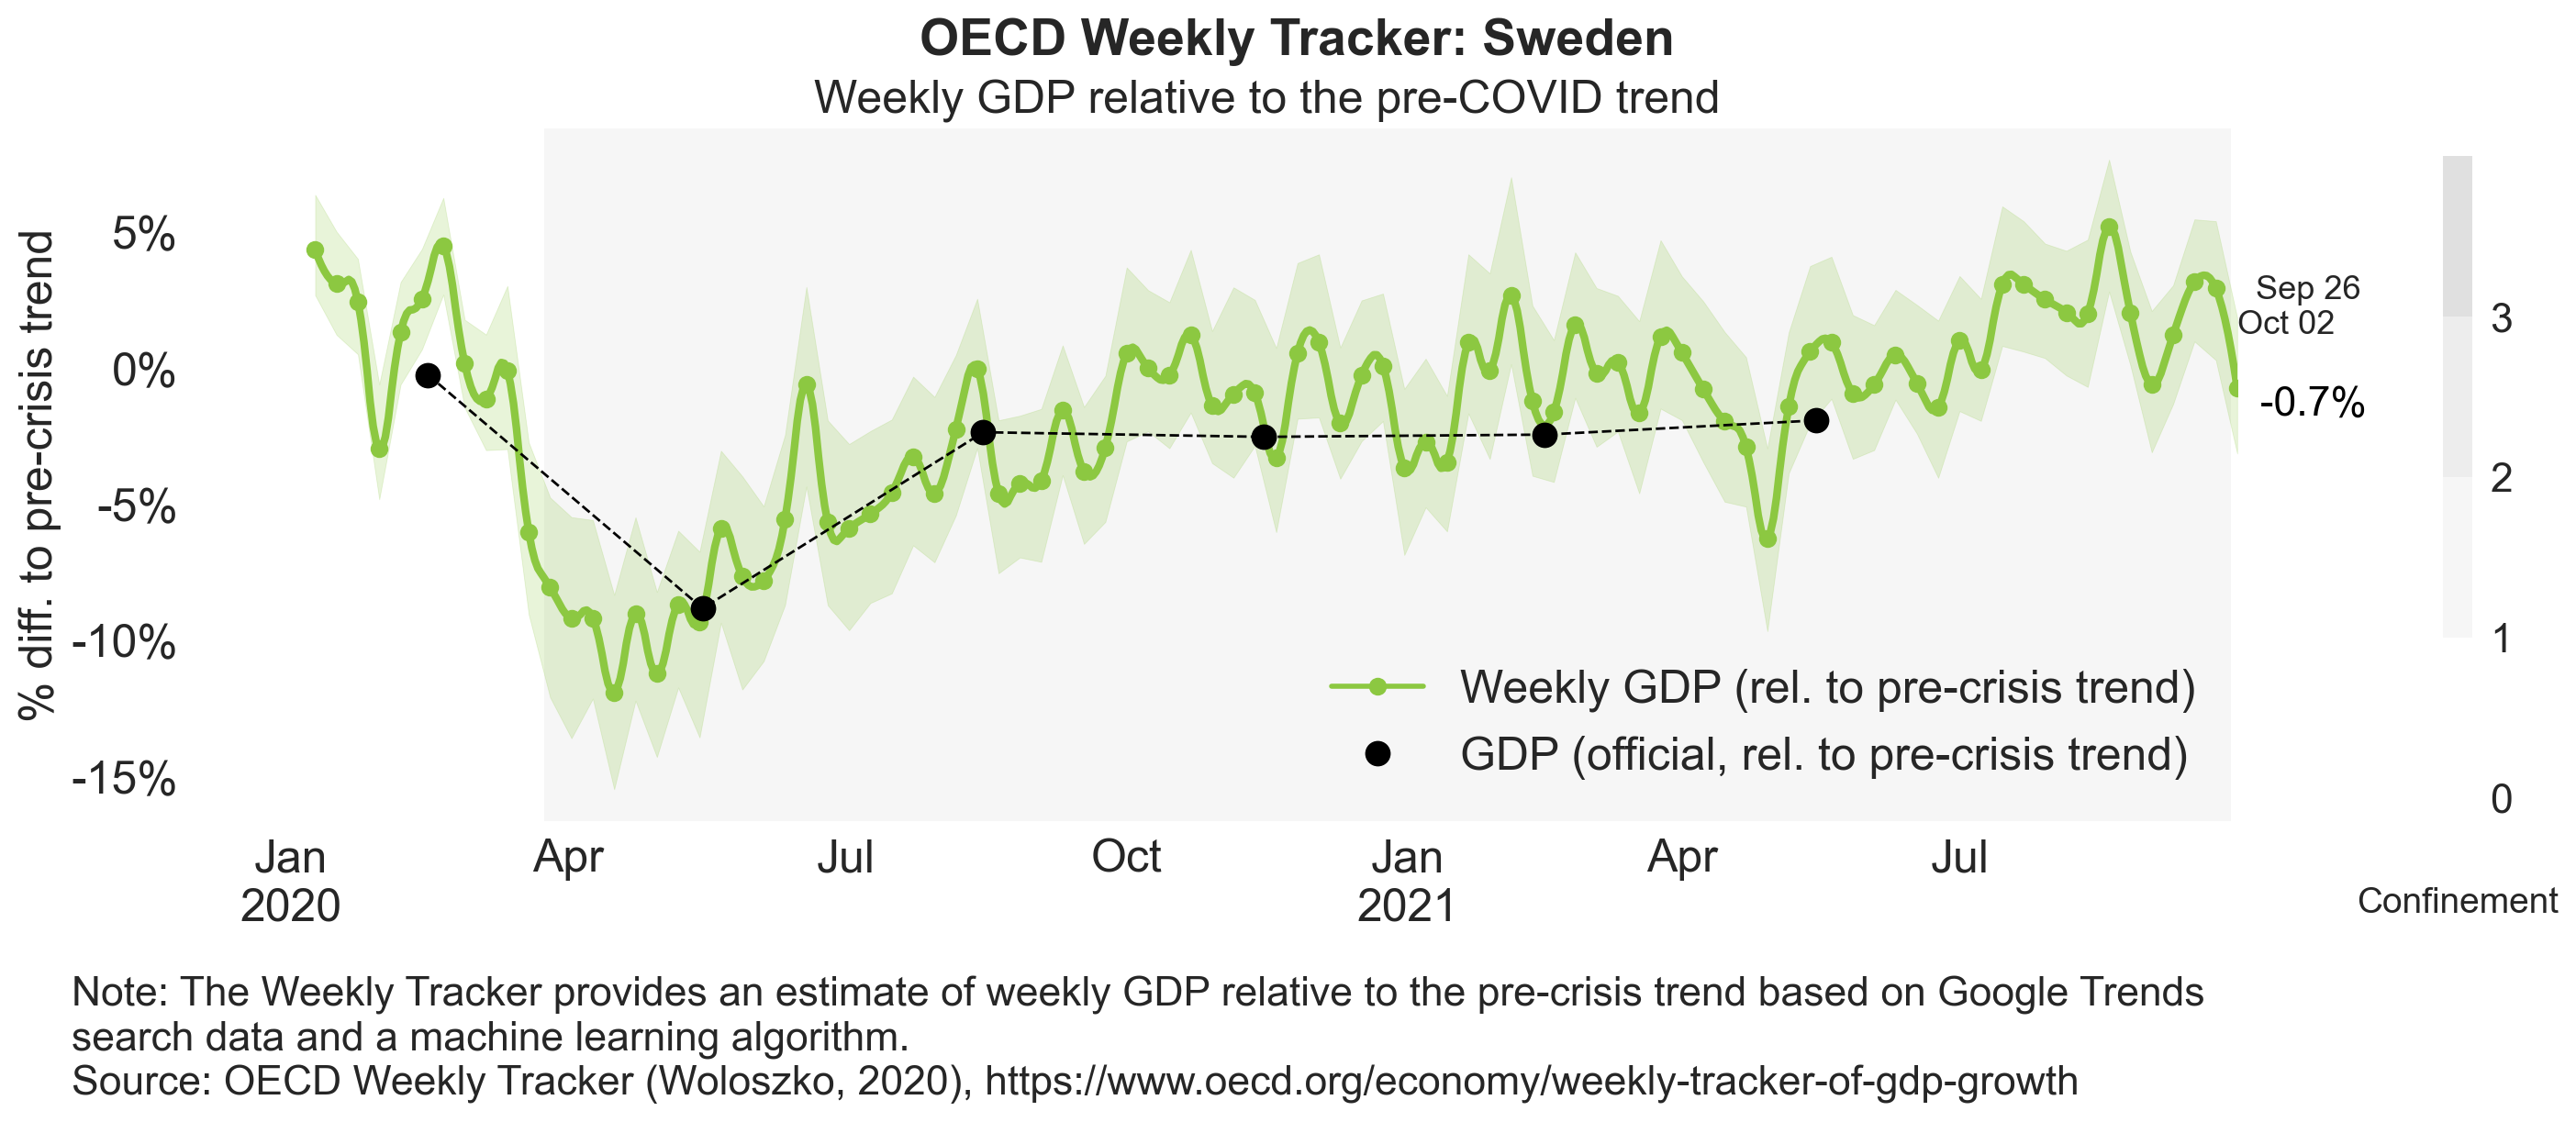 OECD Weekly Tracker: Sweden
Weekly GDP relative to the pre-COVID trend
% diff. to pre-crisis trend
5%
0%
-5%
-10%
-15%
Sep 26
Oct 02
-0.7%
3
2
1
0
Confinement
Weekly GDP (rel. to pre-crisis trend)
GDP (official, rel. to pre-crisis trend)
Jan
2020
Apr
Jul
Oct
Jan
2021
Apr
Jul
Note: The Weekly Tracker provides an estimate of weekly GDP relative to the pre-crisis trend based on Google Trends
search data and a machine learning algorithm.
Source: OECD Weekly Tracker (Woloszko, 2020), https://www.oecd.org/economy/weekly-tracker-of-gdp-growth